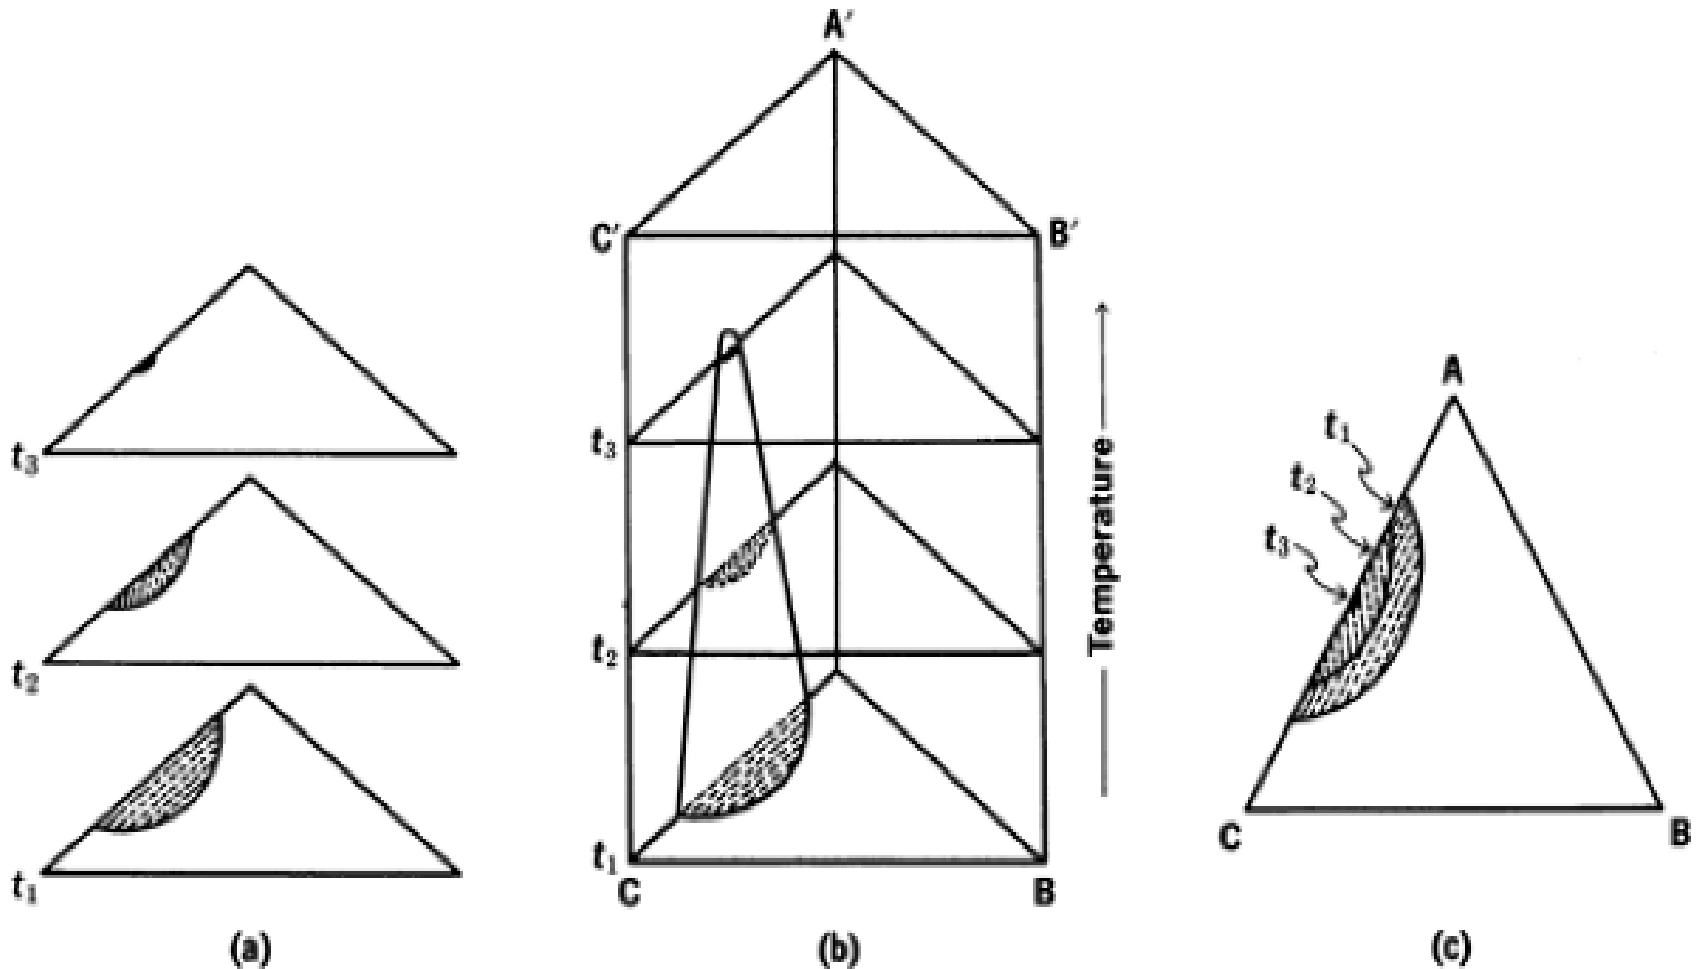 t₃
t₂
t₁
(a)
A′
C′
B′
t₃
t₂
t₁
C
B
Temperature
(b)
A
t₁
t₂
t₃
C
B
(c)